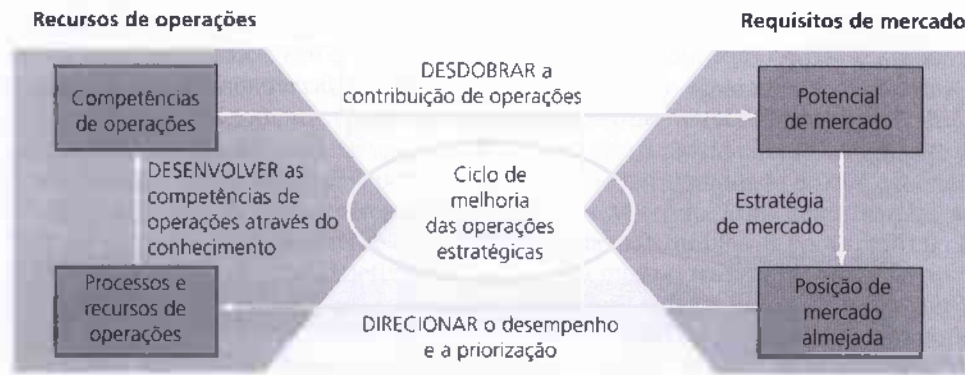 Recursos de operações
Requisitos de mercado
Competências
de operações
DESDOBRAR a
contribuição de operações
Potencial
de mercado
DESENVOLVER as
competências de
operações através do
conhecimento
Ciclo de
melhoria
das operações
estratégicas
Estratégia
de mercado
Processos e
recursos de
operações
DIRECIONAR o desempenho
e a priorização
Posição de
mercado
almejada